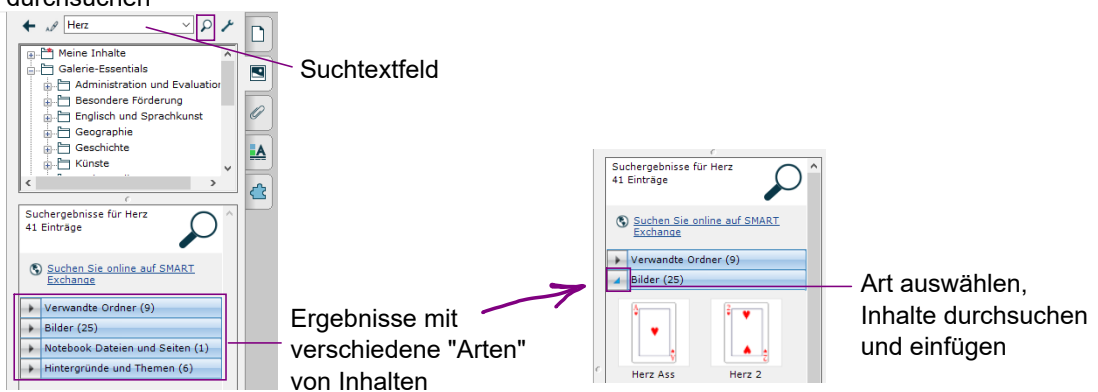 durchsuchen
Herz
Meine Inhalte
Galerie-Essentials
Administration und Evaluation
Besondere Förderung
Englisch und Sprachkunst
Geographie
Geschichte
Künste
Suchtextfeld
Suchergebnisse für Herz
41 Einträge
Suchen Sie online auf SMART
Exchange
Verwandte Ordner (9)
Bilder (25)
Notebook Dateien und Seiten (1)
Hintergründe und Themen (6)
Ergebnisse mit
verschiedene "Arten"
von Inhalten
Suchergebnisse für Herz
41 Einträge
Suchen Sie online auf SMART
Exchange
Verwandte Ordner (9)
Bilder (25)
Herz Ass
Herz 2
Art auswählen,
Inhalte durchsuchen
und einfügen